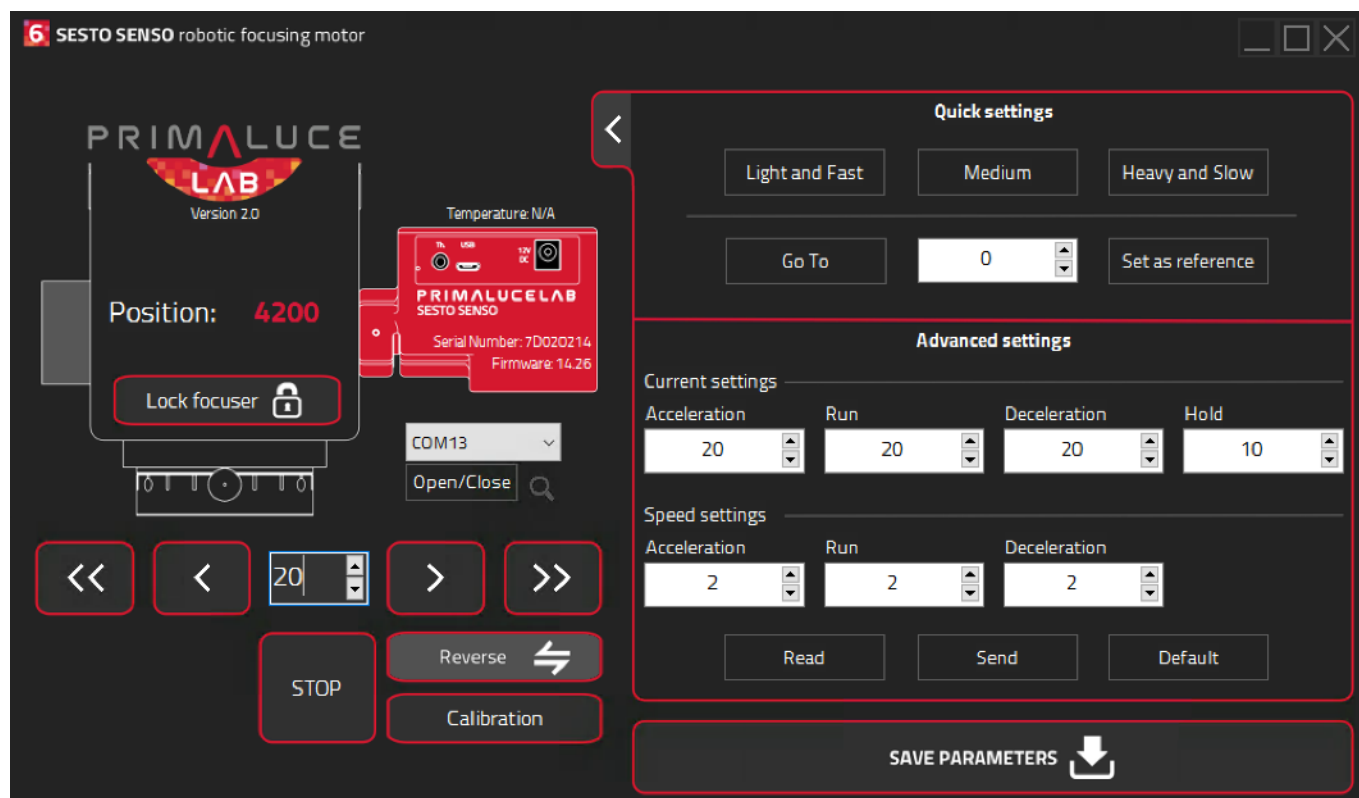 6 SESTO SENSO robotic focusing motor
PRIMALUCE
LAB
Version 2.0
Position: 4200
Lock focuser
Temperature: N/A
Th. USB 12V DC
PRIMALUCELAB
SESTO SENSO
Serial Number: 7D020214
Firmware: 14.26
COM13
Open/Close
<< < 20 > >>
STOP
Reverse
Calibration
<
Quick settings
Light and Fast Medium Heavy and Slow
Go To 0 Set as reference
Advanced settings
Current settings
Acceleration Run Deceleration Hold
20 20 20 10
Speed settings
Acceleration Run Deceleration
2 2 2
Read Send Default
SAVE PARAMETERS